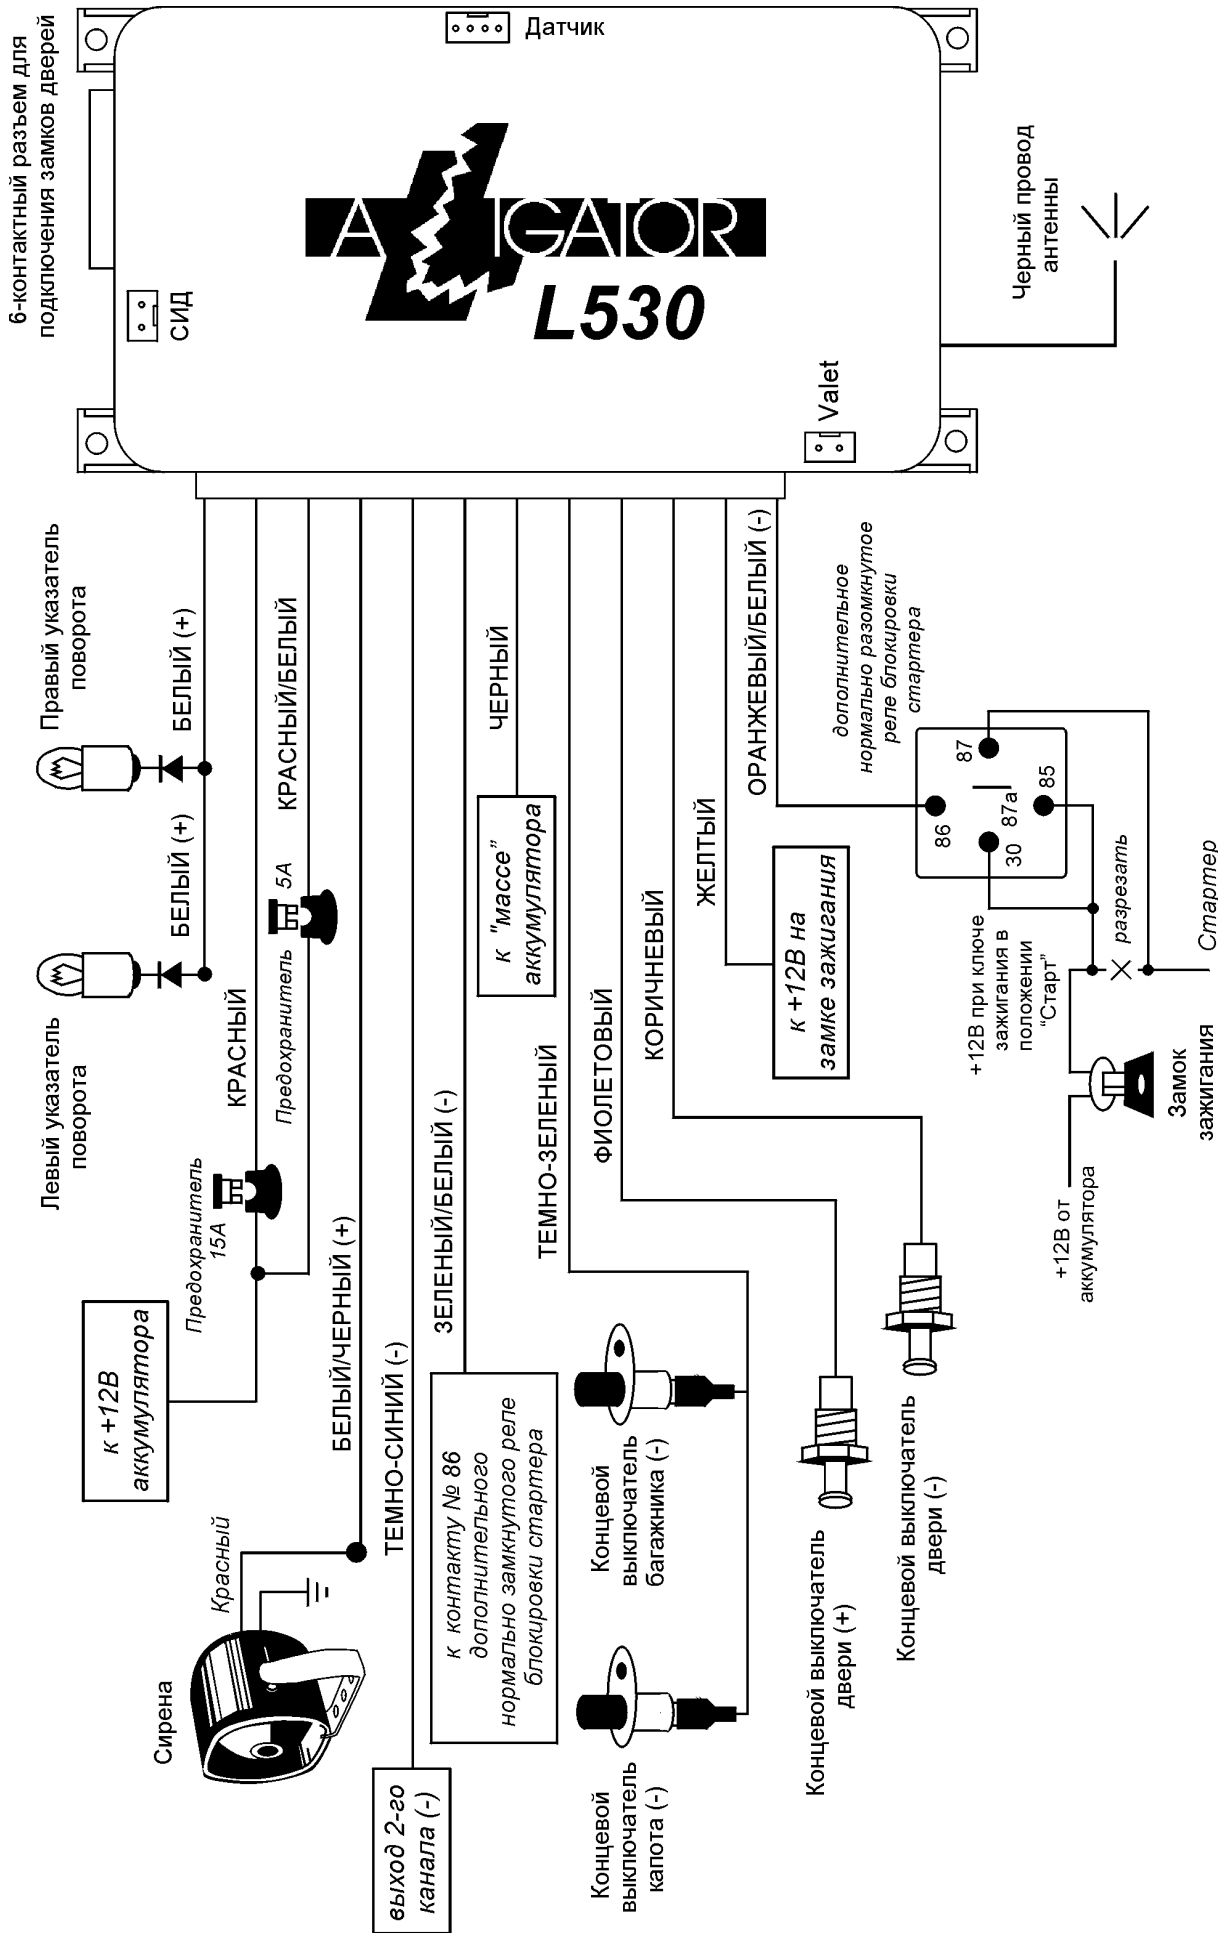 6-контактный разъем для
подключения замков дверей
Датчик
СИД
ALLIGATOR
L530
Valet
Черный провод
антенны
Правый указатель
поворота
БЕЛЫЙ (+)
Левый указатель
поворота
БЕЛЫЙ (+)
КРАСНЫЙ
Предохранитель
15А
к +12В
аккумулятора
КРАСНЫЙ/БЕЛЫЙ
Предохранитель 5А
БЕЛЫЙ/ЧЕРНЫЙ (+)
Красный
Сирена
ТЕМНО-СИНИЙ (-)
выход 2-го
канала (-)
ЗЕЛЕНЫЙ/БЕЛЫЙ (-)
к контакту № 86
дополнительного
нормально замкнутого реле
блокировки стартера
ЧЕРНЫЙ
к "массе"
аккумулятора
ТЕМНО-ЗЕЛЕНЫЙ
Концевой
выключатель
багажника (-)
Концевой
выключатель
капота (-)
ФИОЛЕТОВЫЙ
Концевой выключатель
двери (+)
КОРИЧНЕВЫЙ
Концевой выключатель
двери (-)
ЖЕЛТЫЙ
к +12В на
замке зажигания
ОРАНЖЕВЫЙ/БЕЛЫЙ (-)
дополнительное
нормально разомкнутое
реле блокировки
стартера
86
87
87а
30
85
+12В при ключе
зажигания в
положении
“Старт”
разрезать
Стартер
Замок
зажигания
+12В от
аккумулятора